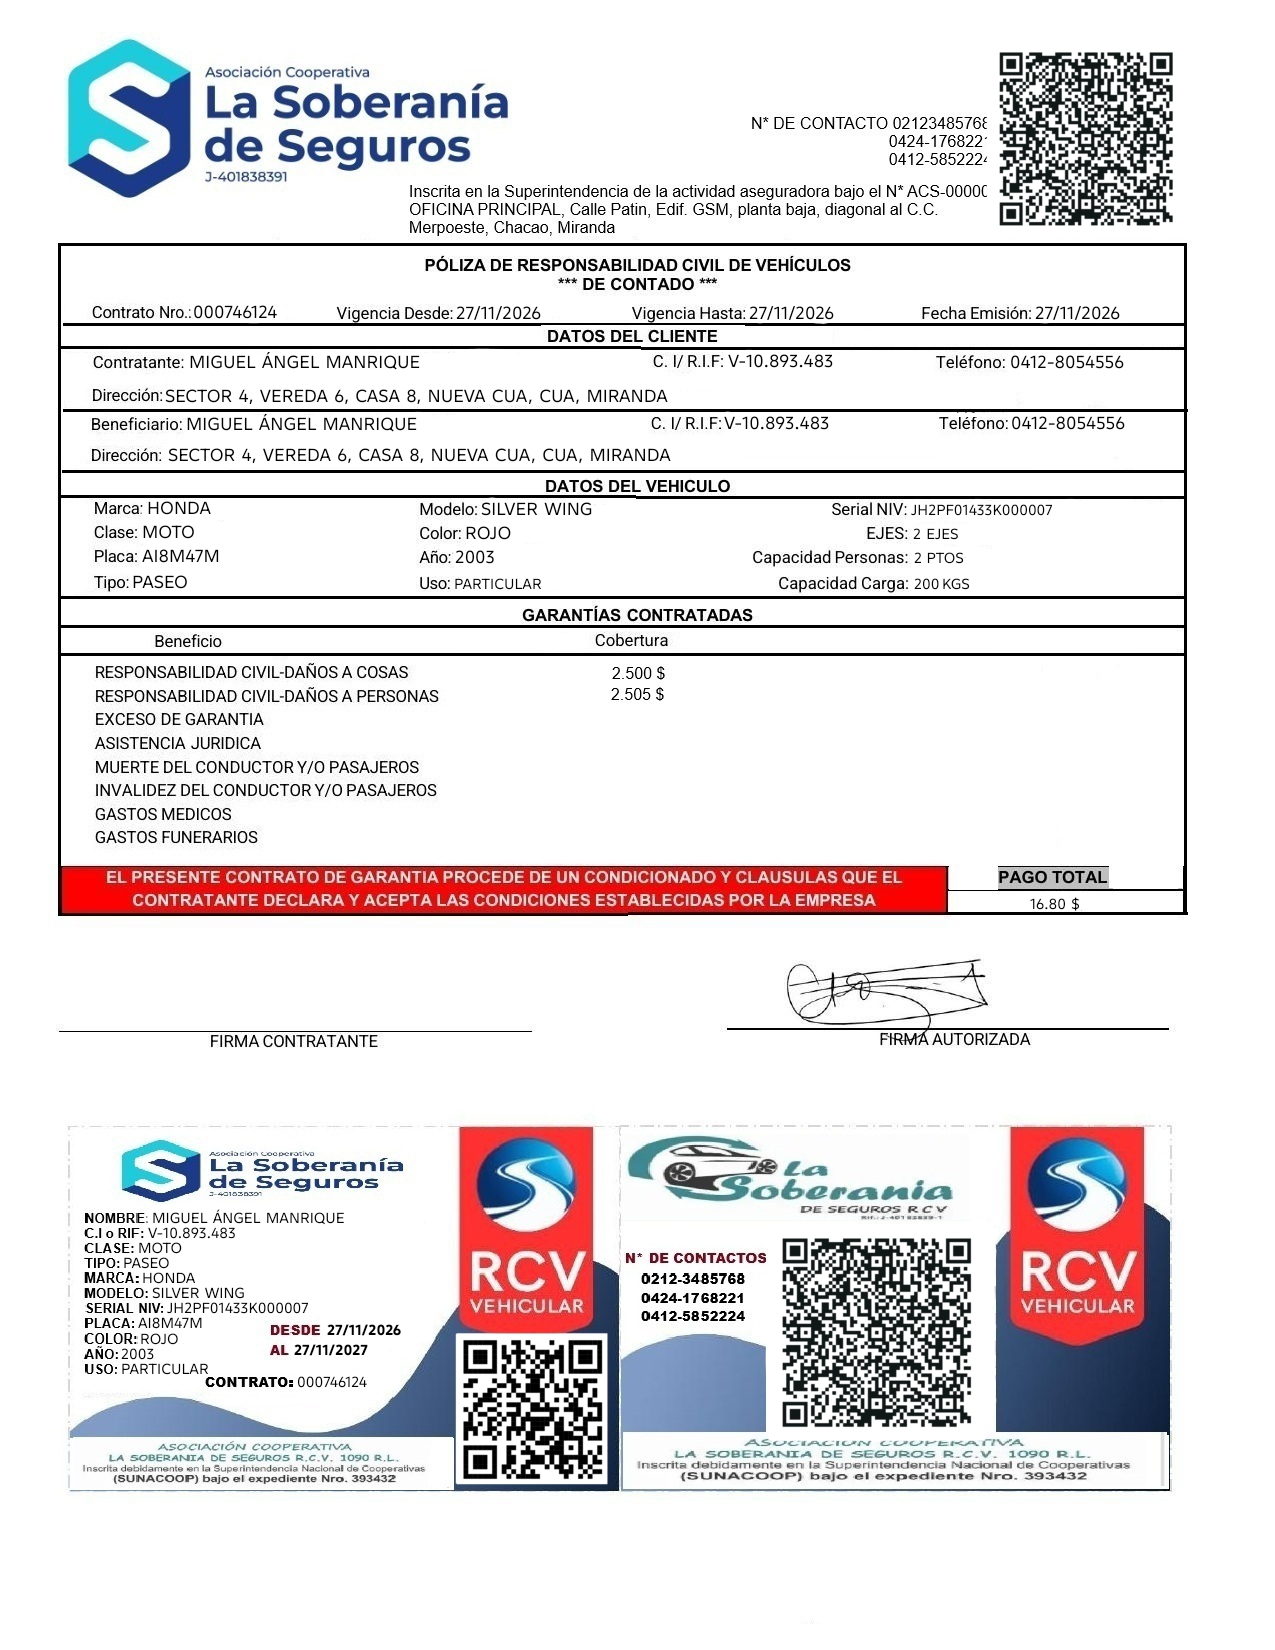 Asociación Cooperativa
La Soberanía
de Seguros
J-401838391
N* DE CONTACTO 02123485768
0424-1768221
0412-5852224
Inscrita en la Superintendencia de la actividad aseguradora bajo el N* ACS-00000
OFICINA PRINCIPAL, Calle Patin, Edif. GSM, planta baja, diagonal al C.C.
Merpoeste, Chacao, Miranda
PÓLIZA DE RESPONSABILIDAD CIVIL DE VEHÍCULOS
*** DE CONTADO ***
Contrato Nro.: 000746124 Vigencia Desde: 27/11/2026 Vigencia Hasta: 27/11/2026 Fecha Emisión: 27/11/2026
DATOS DEL CLIENTE
Contratante: MIGUEL ÁNGEL MANRIQUE C. I/ R.I.F: V-10.893.483 Teléfono: 0412-8054556
Dirección: SECTOR 4, VEREDA 6, CASA 8, NUEVA CUA, CUA, MIRANDA
Beneficiario: MIGUEL ÁNGEL MANRIQUE C. I/ R.I.F: V-10.893.483 Teléfono: 0412-8054556
Dirección: SECTOR 4, VEREDA 6, CASA 8, NUEVA CUA, CUA, MIRANDA
DATOS DEL VEHICULO
Marca: HONDA Modelo: SILVER WING Serial NIV: JH2PF01433K000007
Clase: MOTO Color: ROJO EJES: 2 EJES
Placa: AI8M47M Año: 2003 Capacidad Personas: 2 PTOS
Tipo: PASEO Uso: PARTICULAR Capacidad Carga: 200 KGS
GARANTÍAS CONTRATADAS
Beneficio Cobertura
RESPONSABILIDAD CIVIL-DAÑOS A COSAS 2.500 $
RESPONSABILIDAD CIVIL-DAÑOS A PERSONAS 2.505 $
EXCESO DE GARANTIA
ASISTENCIA JURIDICA
MUERTE DEL CONDUCTOR Y/O PASAJEROS
INVALIDEZ DEL CONDUCTOR Y/O PASAJEROS
GASTOS MEDICOS
GASTOS FUNERARIOS
EL PRESENTE CONTRATO DE GARANTIA PROCEDE DE UN CONDICIONADO Y CLAUSULAS QUE EL
CONTRATANTE DECLARA Y ACEPTA LAS CONDICIONES ESTABLECIDAS POR LA EMPRESA
PAGO TOTAL
16.80 $
FIRMA CONTRATANTE
FIRMA AUTORIZADA
Asociación Cooperativa
La Soberanía
de Seguros
J-401838391
NOMBRE: MIGUEL ÁNGEL MANRIQUE
C.I o RIF: V-10.893.483
CLASE: MOTO
TIPO: PASEO
MARCA: HONDA
MODELO: SILVER WING
SERIAL NIV: JH2PF01433K000007
PLACA: AI8M47M
COLOR: ROJO
AÑO: 2003
USO: PARTICULAR
DESDE 27/11/2026
AL 27/11/2027
CONTRATO: 000746124
RCV
VEHICULAR
ASOCIACIÓN COOPERATIVA
LA SOBERANIA DE SEGUROS R.C.V. 1090 R.L.
Inscrita debidamente en la Superintendencia Nacional de Cooperativas
(SUNACOOP) bajo el expediente Nro. 393432
La
Soberania
DE SEGUROS R C V
N* DE CONTACTOS
0212-3485768
0424-1768221
0412-5852224
RCV
VEHICULAR
ASOCIACIÓN COOPERATIVA
LA SOBERANIA DE SEGUROS R.C.V. 1090 R.L.
Inscrita debidamente en la Superintendencia Nacional de Cooperativas
(SUNACOOP) bajo el expediente Nro. 393432